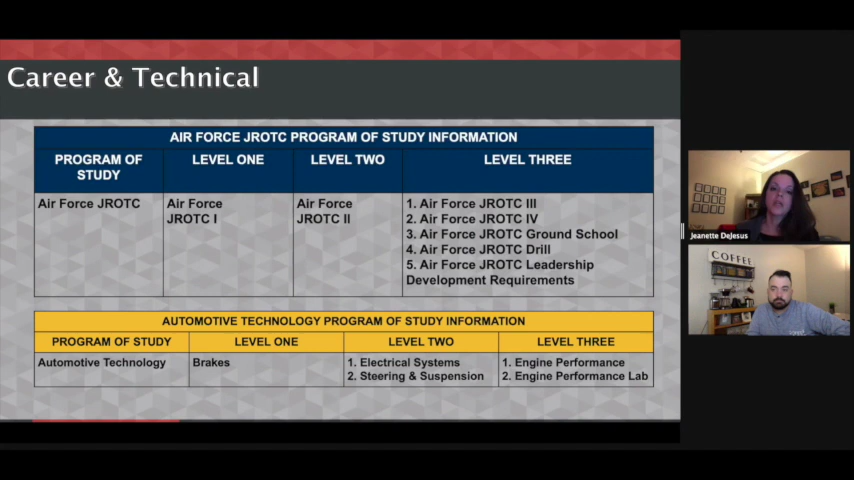 Career & Technical
AIR FORCE JROTC PROGRAM OF STUDY INFORMATION
PROGRAM OF STUDY
LEVEL ONE
LEVEL TWO
LEVEL THREE
Air Force JROTC
Air Force
JROTC I
Air Force
JROTC II
1. Air Force JROTC III
2. Air Force JROTC IV
3. Air Force JROTC Ground School
4. Air Force JROTC Drill
5. Air Force JROTC Leadership
Development Requirements
AUTOMOTIVE TECHNOLOGY PROGRAM OF STUDY INFORMATION
PROGRAM OF STUDY
LEVEL ONE
LEVEL TWO
LEVEL THREE
Automotive Technology
Brakes
1. Electrical Systems
2. Steering & Suspension
1. Engine Performance
2. Engine Performance Lab
Jeanette DeJesus
COFFEE